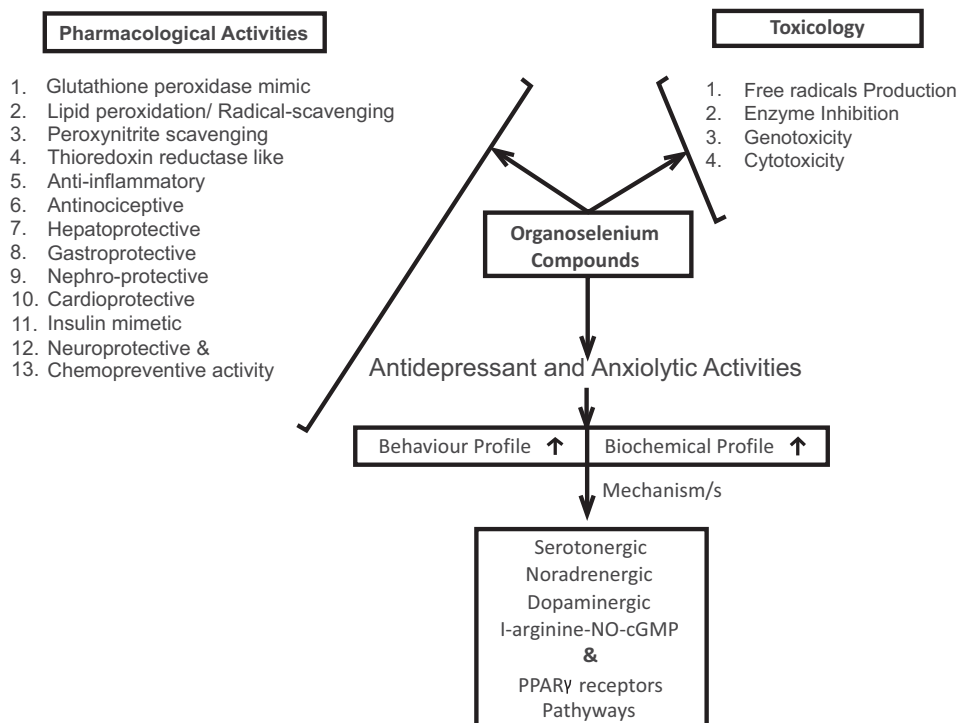 Pharmacological Activities
1. Glutathione peroxidase mimic
2. Lipid peroxidation/ Radical-scavenging
3. Peroxynitrite scavenging
4. Thioredoxin reductase like
5. Anti-inflammatory
6. Antinociceptive
7. Hepatoprotective
8. Gastroprotective
9. Nephro-protective
10. Cardioprotective
11. Insulin mimetic
12. Neuroprotective &
13. Chemopreventive activity
Toxicology
1. Free radicals Production
2. Enzyme Inhibition
3. Genotoxicity
4. Cytotoxicity
Organoselenium
Compounds
Antidepressant and Anxiolytic Activities
Behaviour Profile ↑
Biochemical Profile ↑
Mechanism/s
Serotonergic
Noradrenergic
Dopaminergic
l-arginine-NO-cGMP
&
PPARγ receptors
Pathyways